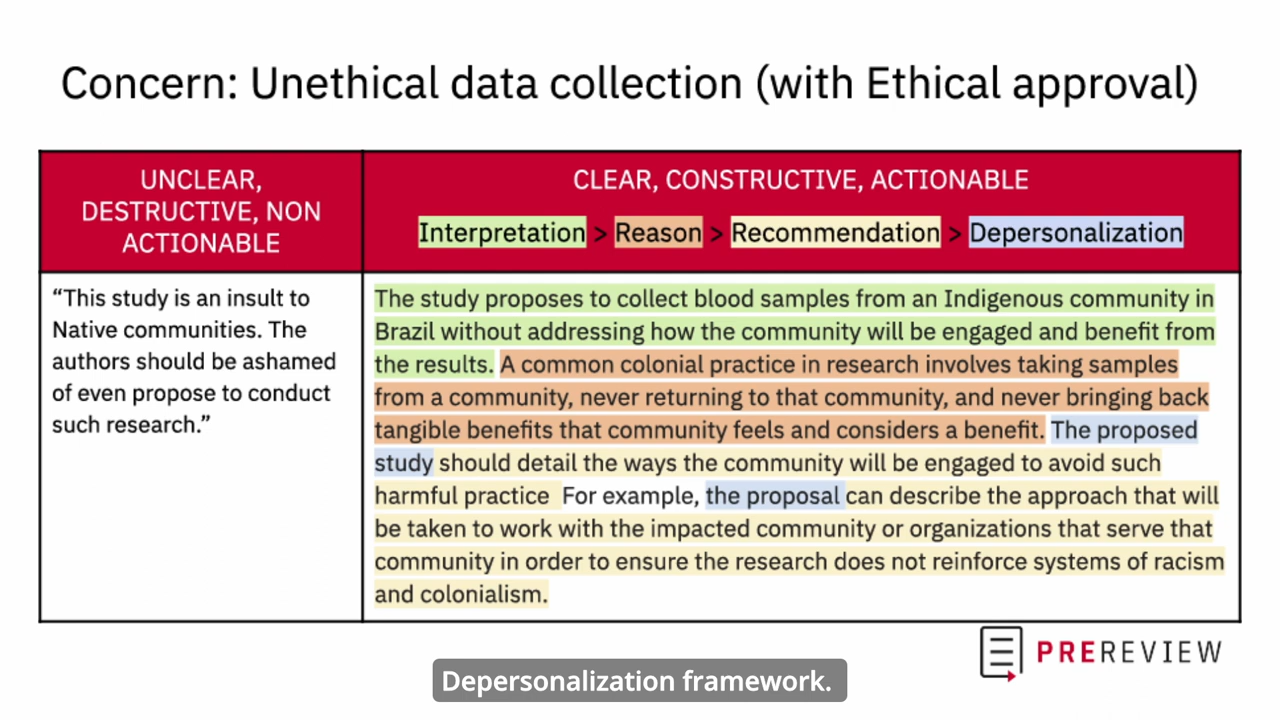 Concern: Unethical data collection (with Ethical approval)
UNCLEAR,
DESTRUCTIVE, NON
ACTIONABLE
CLEAR, CONSTRUCTIVE, ACTIONABLE
Interpretation > Reason > Recommendation > Depersonalization
“This study is an insult to
Native communities. The
authors should be ashamed
of even propose to conduct
such research.”
The study proposes to collect blood samples from an Indigenous community in
Brazil without addressing how the community will be engaged and benefit from
the results. A common colonial practice in research involves taking samples
from a community, never returning to that community, and never bringing back
tangible benefits that community feels and considers a benefit. The proposed
study should detail the ways the community will be engaged to avoid such
harmful practice For example, the proposal can describe the approach that will
be taken to work with the impacted community or organizations that serve that
community in order to ensure the research does not reinforce systems of racism
and colonialism.
PREREVIEW
Depersonalization framework.